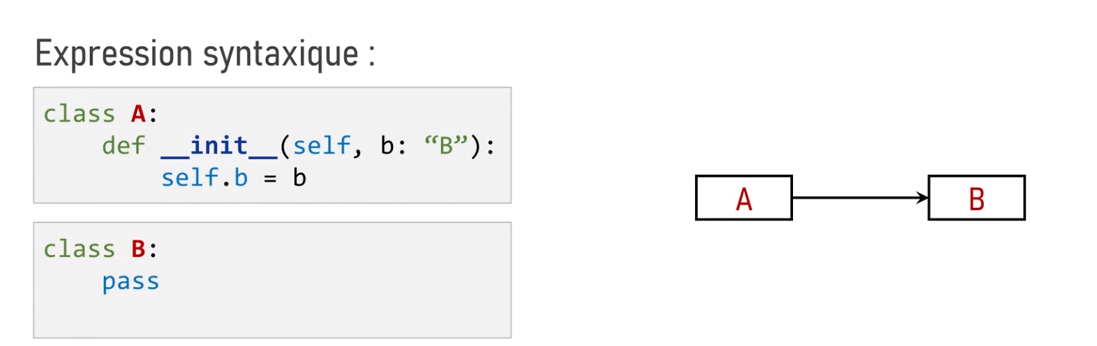 Expression syntaxique :
class A:
    def __init__(self, b: “B”):
        self.b = b
class B:
    pass
A
B